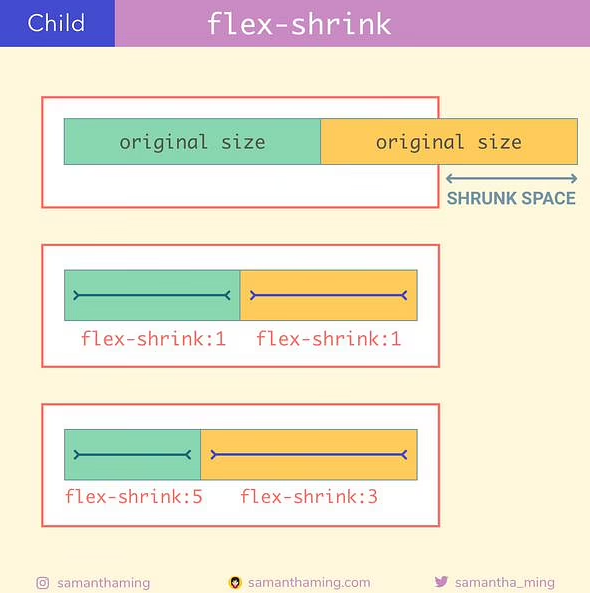 Child
flex-shrink
original size
original size
SHRUNK SPACE
flex-shrink:1
flex-shrink:1
flex-shrink:5
flex-shrink:3
samanthaming
samanthaming.com
samantha_ming